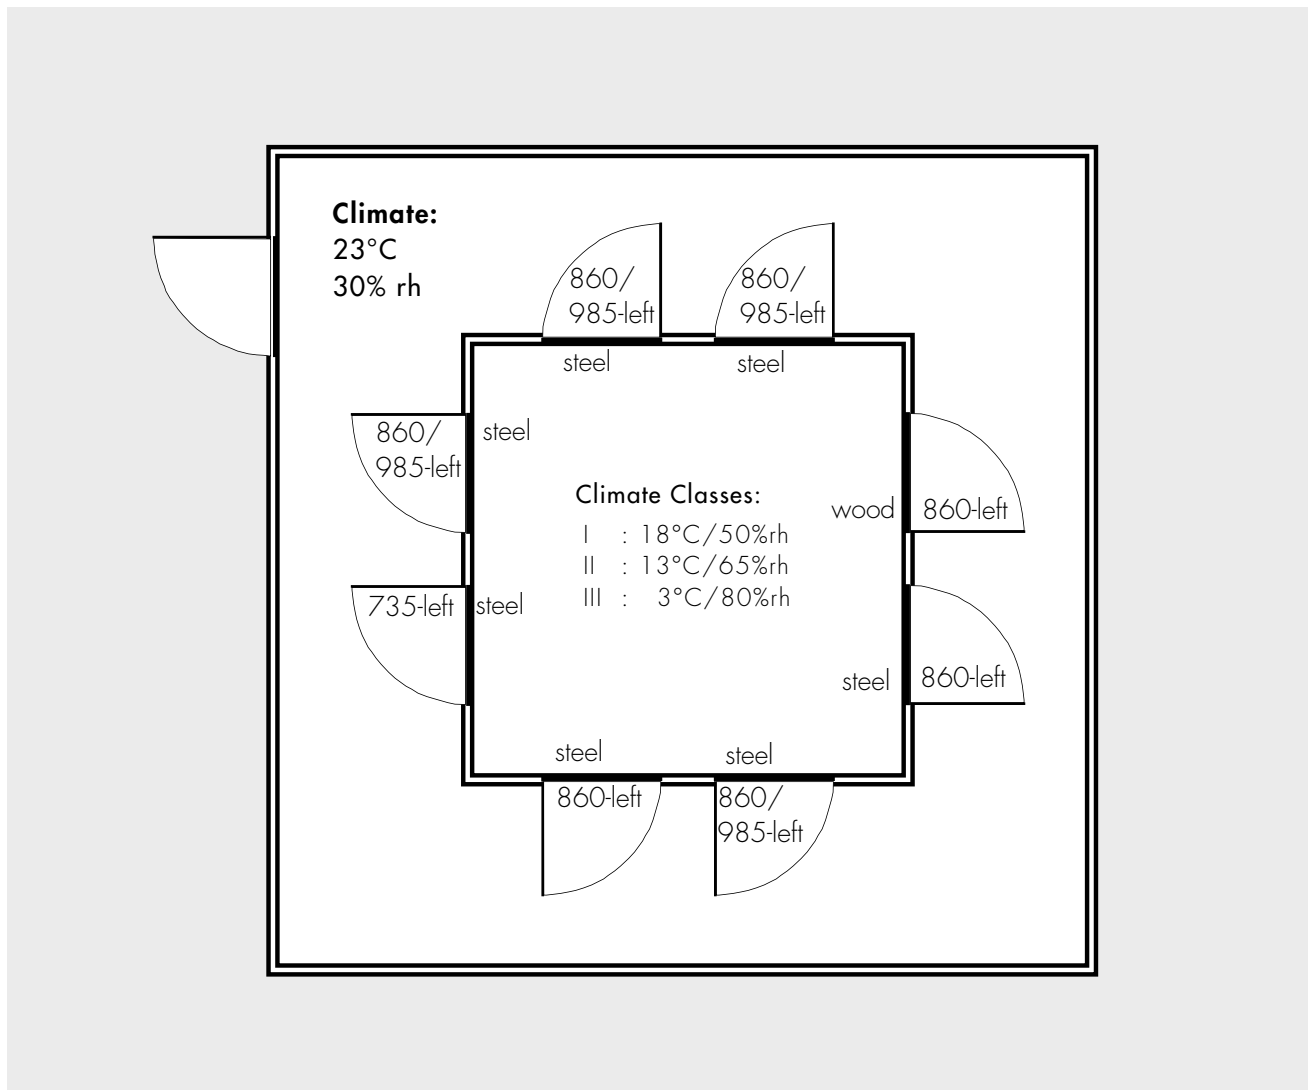 Climate:
23°C
30% rh
860/
985-left
860/
985-left
steel
steel
860/
985-left
steel
Climate Classes:
I : 18°C/50%rh
II : 13°C/65%rh
III : 3°C/80%rh
wood
860-left
735-left
steel
steel
860-left
steel
steel
860-left
860/
985-left